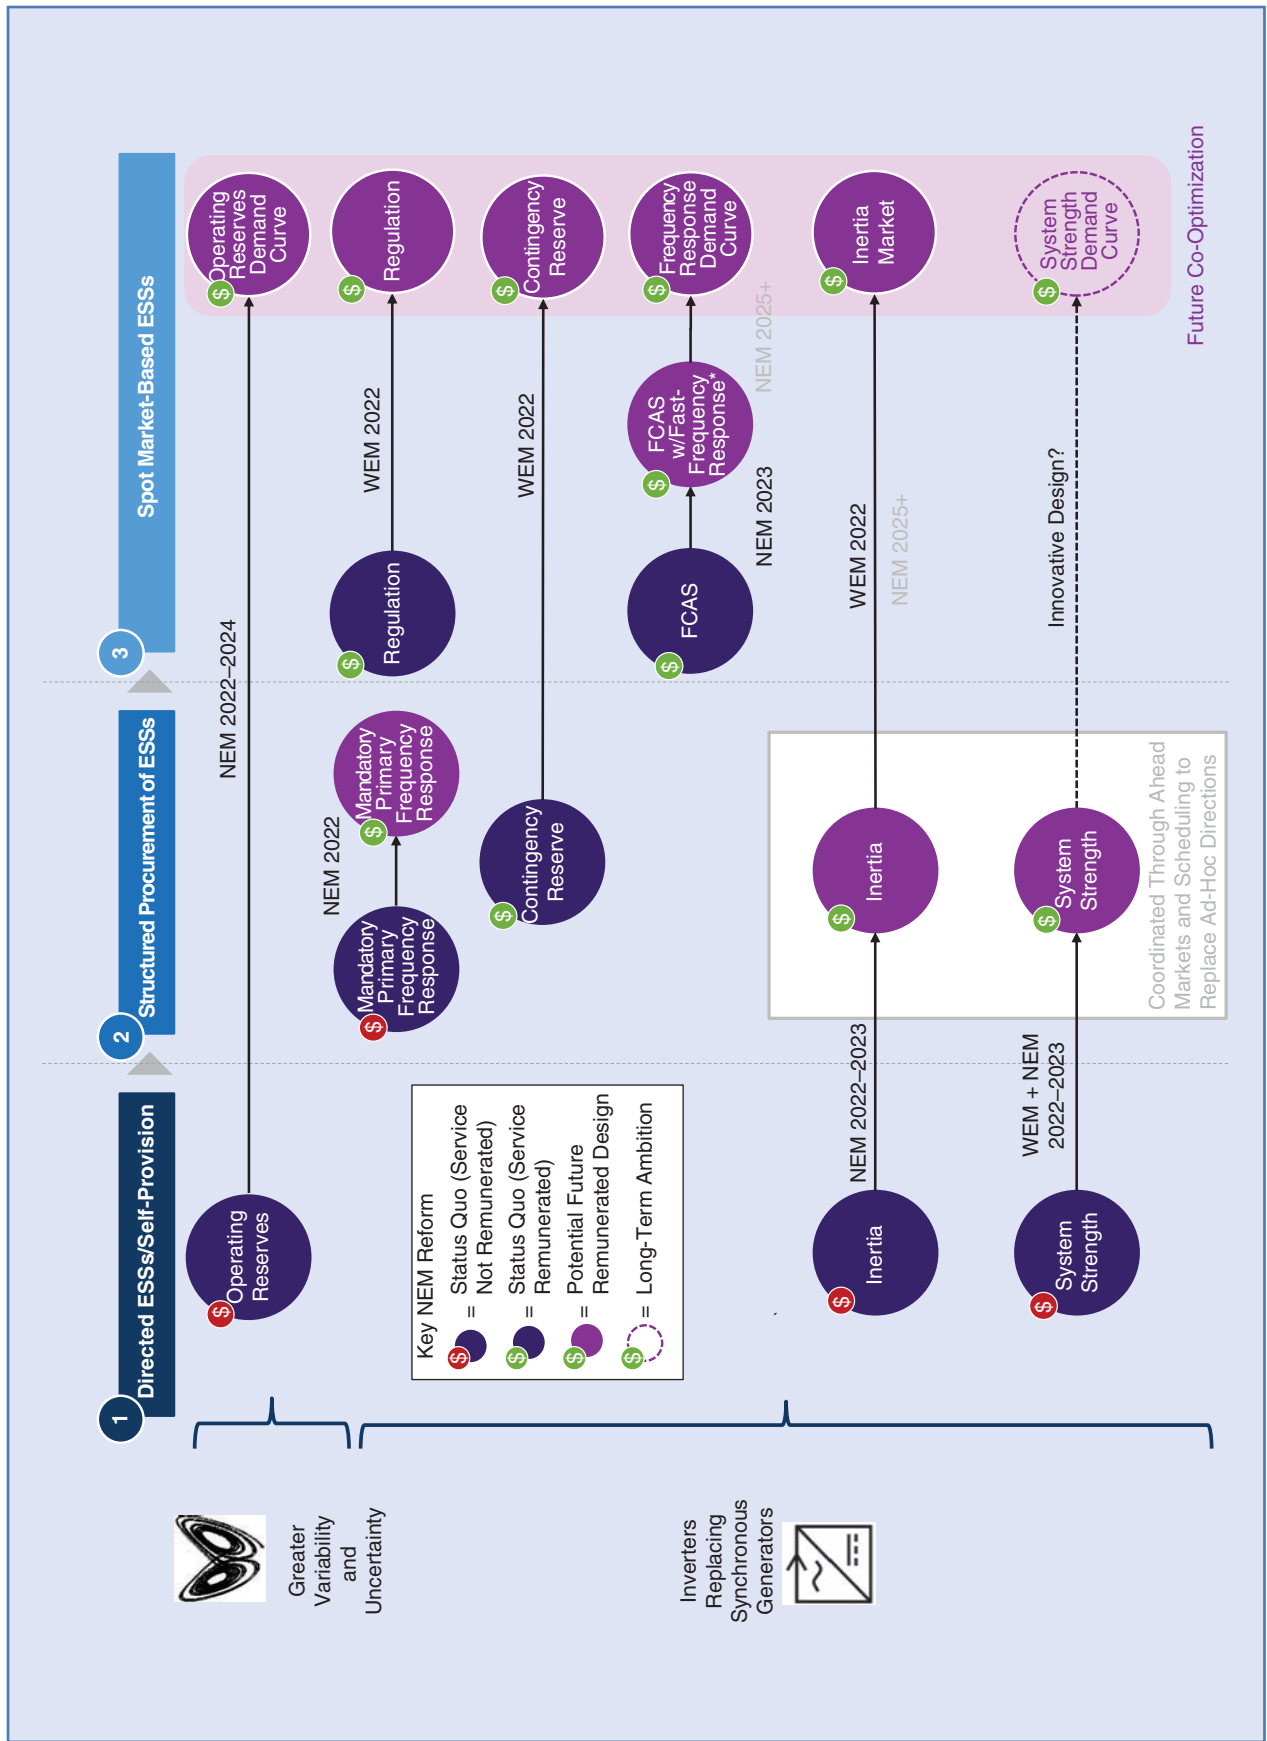 1
Directed ESSs/Self-Provision
2
Structured Procurement of ESSs
3
Spot Market-Based ESSs
Greater
Variability
and
Uncertainty
$
Operating
Reserves
NEM 2022–2024
$
Operating
Reserves
Demand
Curve
$
Mandatory
Primary
Frequency
Response
NEM 2022
$
Mandatory
Primary
Frequency
Response
$
Regulation
WEM 2022
$
Regulation
$
Contingency
Reserve
WEM 2022
$
Contingency
Reserve
Key NEM Reform
$
= Status Quo (Service
Not Remunerated)
$
= Status Quo (Service
Remunerated)
$
= Potential Future
Remunerated Design
$
= Long-Term Ambition
$
FCAS
NEM 2023
$
FCAS
w/Fast-
Frequency
Response*
NEM 2025+
$
Frequency
Response
Demand
Curve
Inverters
Replacing
Synchronous
Generators
$
Inertia
NEM 2022–2023
$
Inertia
WEM 2022
NEM 2025+
$
Inertia
Market
$
System
Strength
WEM + NEM
2022–2023
$
System
Strength
Innovative Design?
$
System
Strength
Demand
Curve
Coordinated Through Ahead
Markets and Scheduling to
Replace Ad-Hoc Directions
Future Co-Optimization